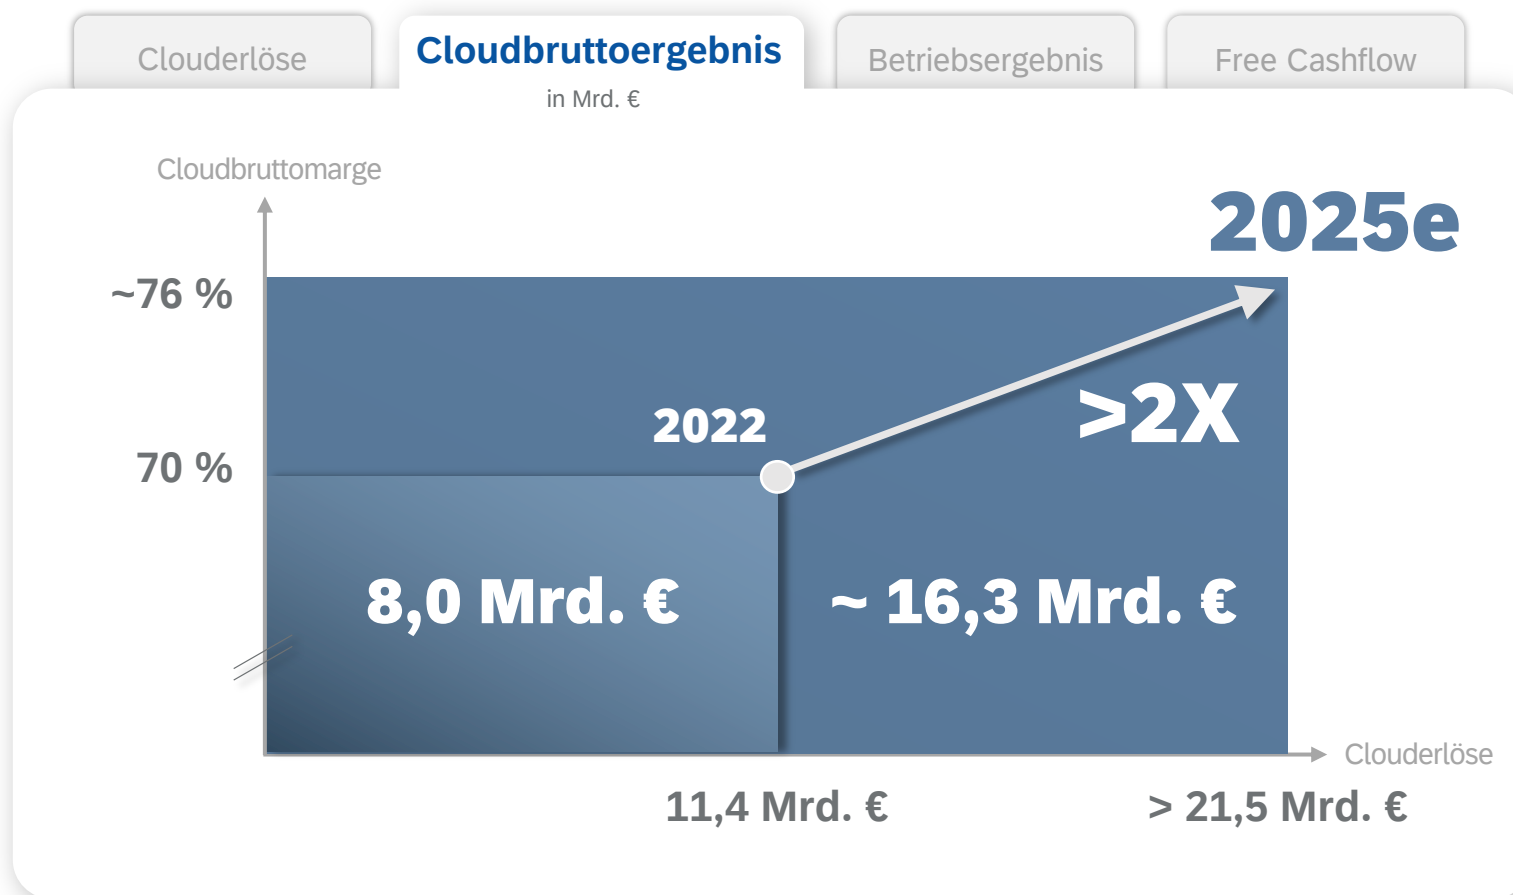 Clouderlöse
Cloudbruttoergebnis
Betriebsergebnis
Free Cashflow
in Mrd. €
Cloudbruttomarge
2025e
~76 %
>2X
2022
70 %
8,0 Mrd. €
~ 16,3 Mrd. €
Clouderlöse
11,4 Mrd. €
> 21,5 Mrd. €